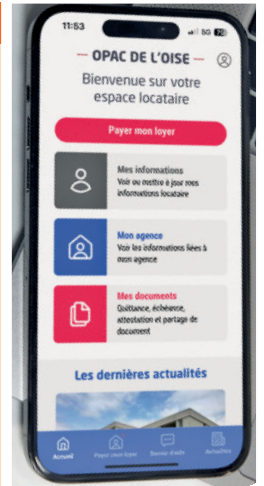 11:53
5G
OPAC DE L'OISE
Bienvenue sur votre
espace locataire
Payer mon loyer
Mes informations
Voir ou mettre à jour mes
informations locataire
Mon agence
Voir les informations liées à
mon agence
Mes documents
Quittance, échéance,
attestation et partage de
document
Les dernières actualités
Accueil
Payer mon loyer
Actualités